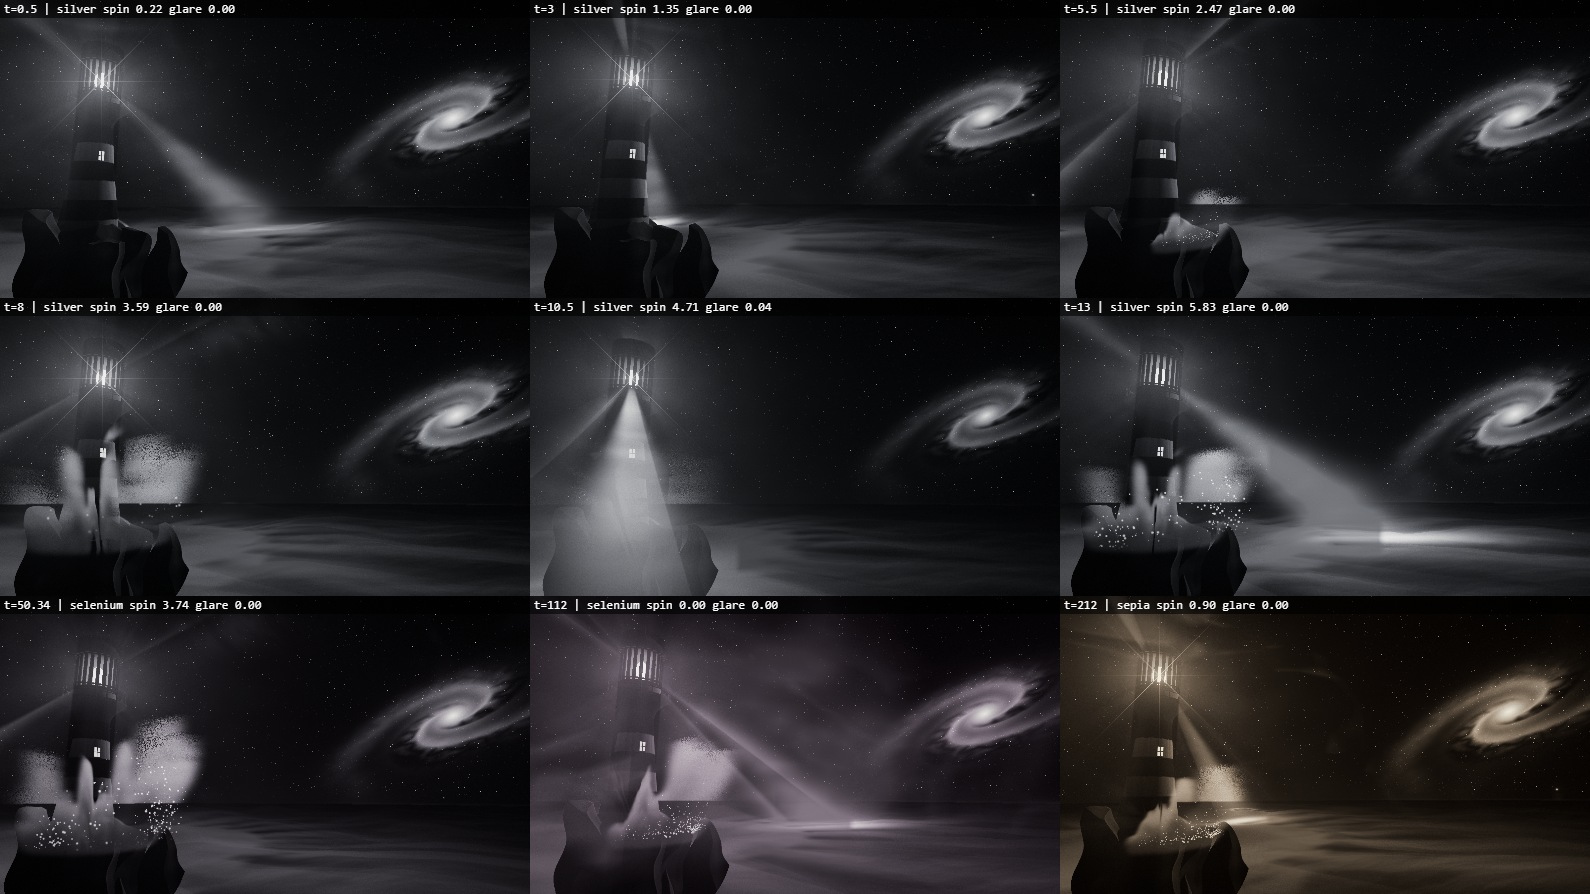 t=0.5 | silver spin 0.22 glare 0.00
t=3 | silver spin 1.35 glare 0.00
t=5.5 | silver spin 2.47 glare 0.00
t=8 | silver spin 3.59 glare 0.00
t=10.5 | silver spin 4.71 glare 0.04
t=13 | silver spin 5.83 glare 0.00
t=50.34 | selenium spin 3.74 glare 0.00
t=112 | selenium spin 0.00 glare 0.00
t=212 | sepia spin 0.90 glare 0.00